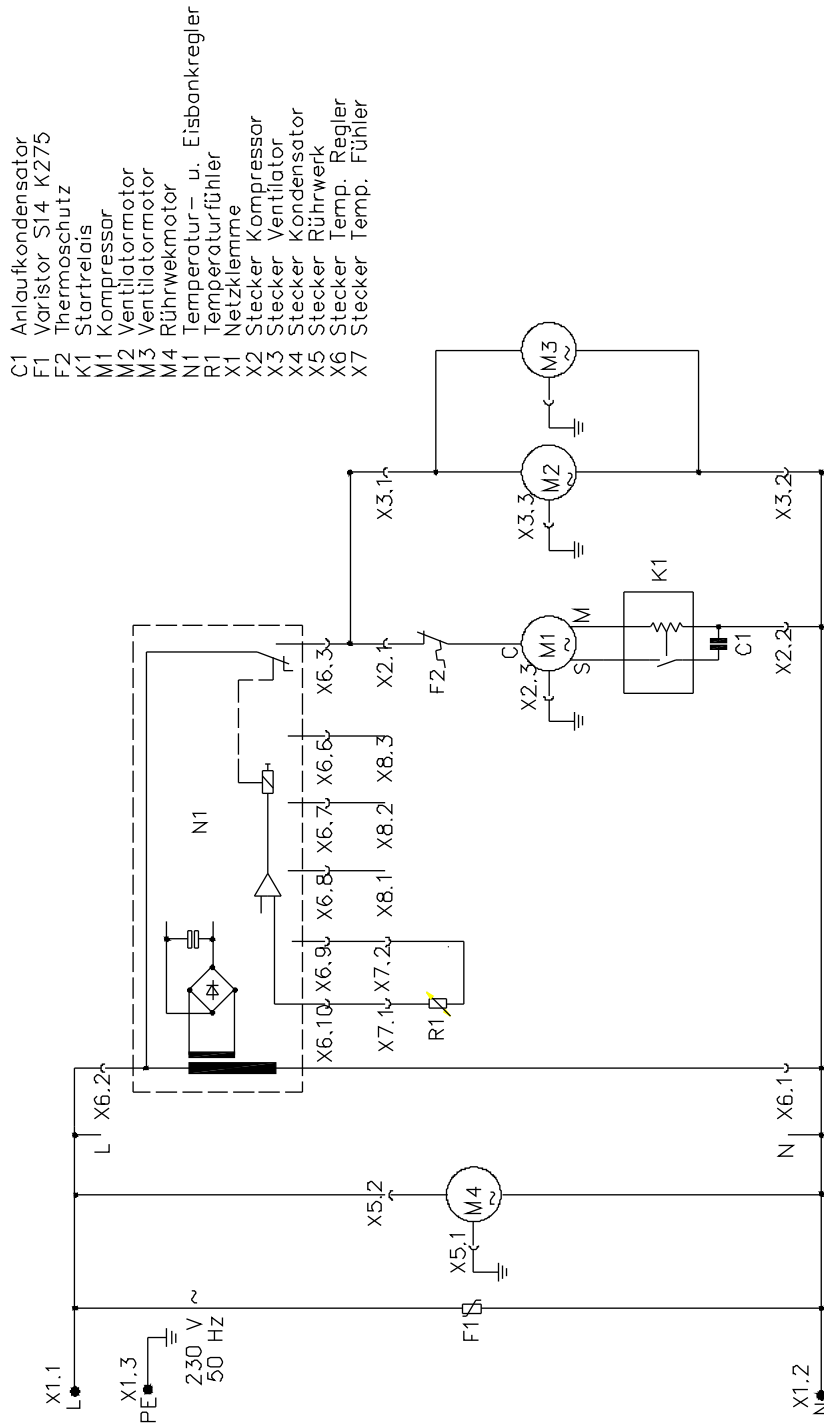 C1 Anlaufkondensator
F1 Varistor S14 K275
F2 Thermoschutz
K1 Startrelais
M1 Kompressor
M2 Ventilatormotor
M3 Ventilatormotor
M4 Rührwekmotor
N1 Temperatur- u. Eisbankregler
R1 Temperaturfühler
X1 Netzklemme
X2 Stecker Kompressor
X3 Stecker Ventilator
X4 Stecker Kondensator
X5 Stecker Rührwerk
X6 Stecker Temp. Regler
X7 Stecker Temp. Fühler
X1.1
L
X1.3
PE
230 V ~
50 Hz
X1.2
N
F1
X5.2
X5.1
M4
~
L
N
X6.2
X6.1
N1
X6.10
X6.9
X6.8
X6.7
X6.6
X6.3
X7.1
X7.2
X8.1
X8.2
X8.3
X2.1
R1
F2
C
X2.3
M1
~
S
M
K1
C1
X2.2
X3.1
X3.3
M2
~
X3.2
M3
~